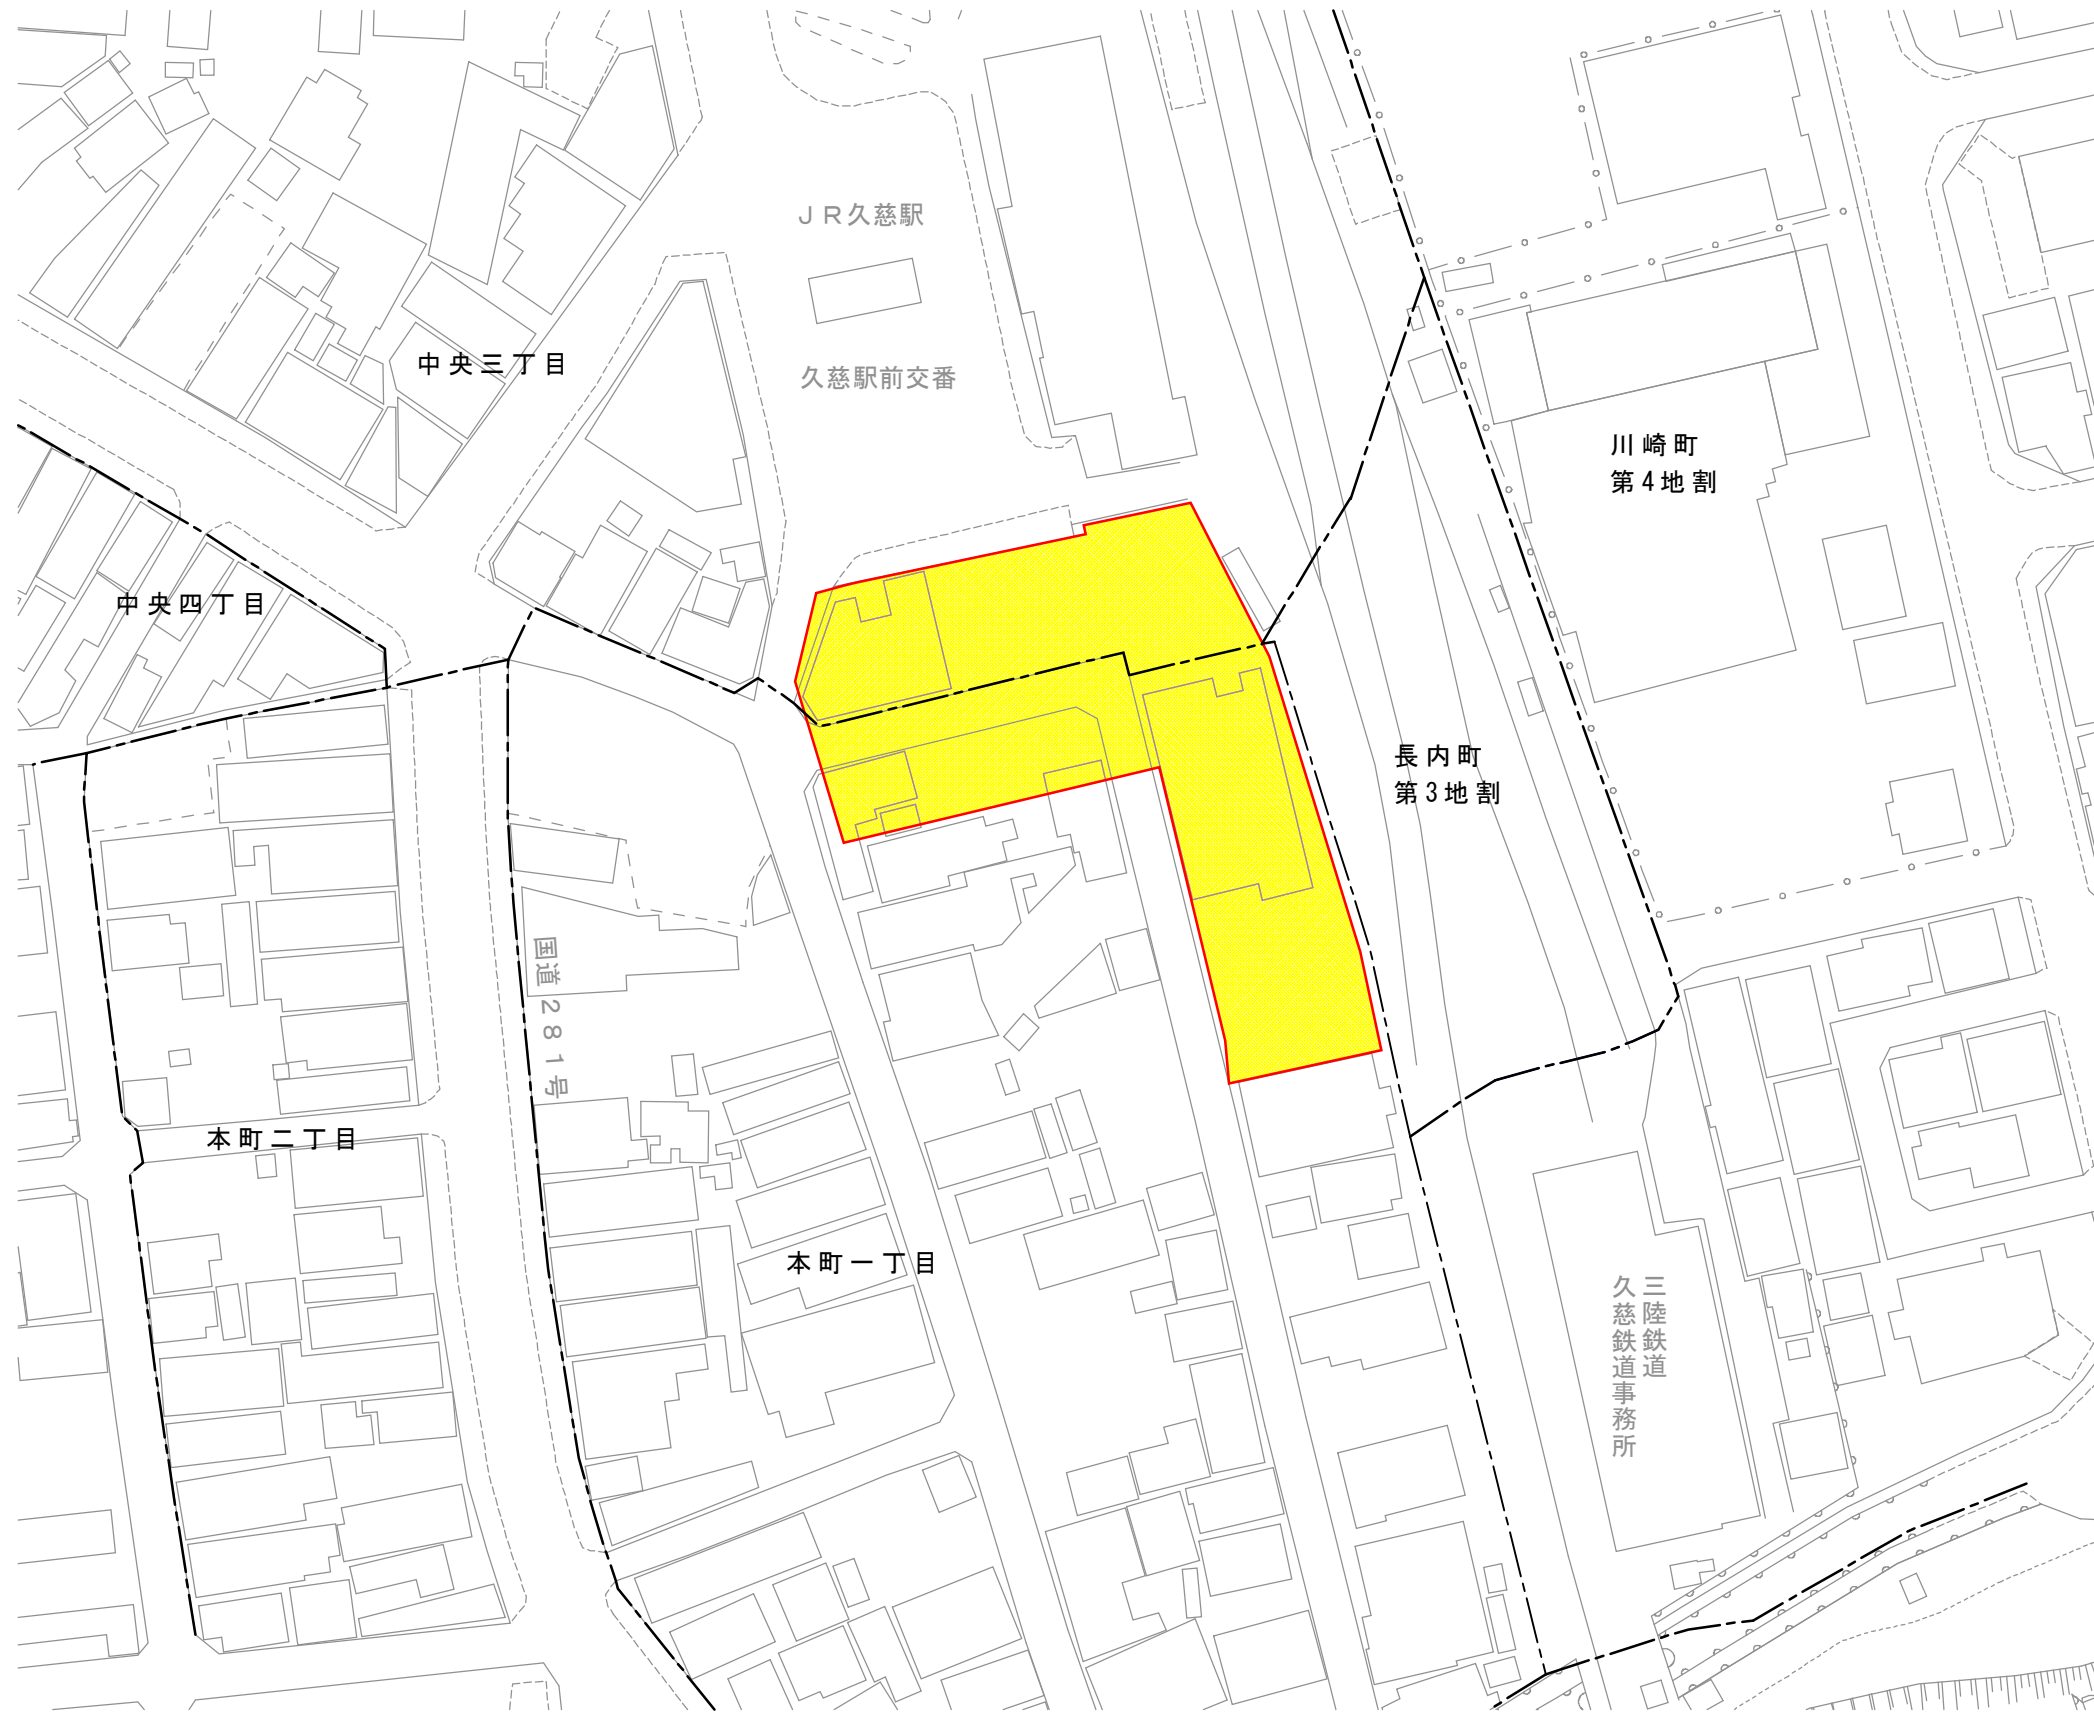 ＪＲ久慈駅
中央三丁目
久慈駅前交番
川崎町
第４地割
中央四丁目
長内町
第３地割
国道２８１号
本町二丁目
本町一丁目
三陸鉄道
久慈鉄道事務所